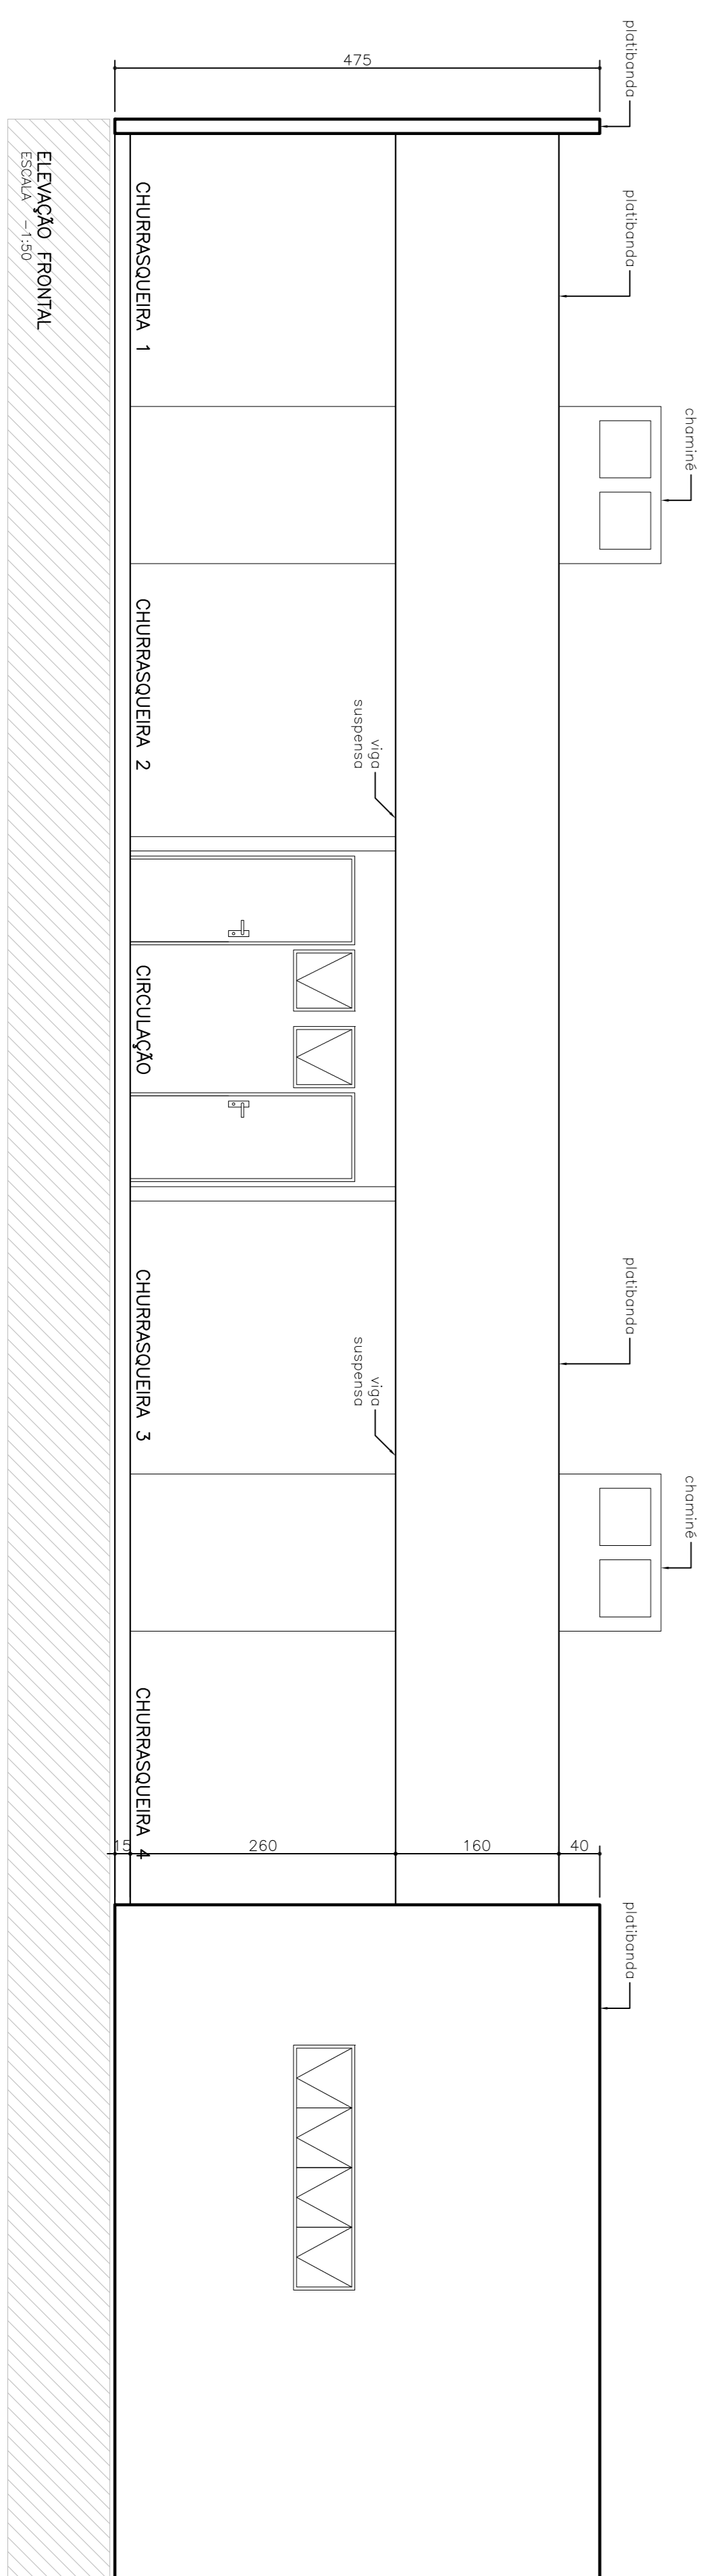 platibanda
platibanda
chaminé
platibanda
chaminé
platibanda
475
viga
suspensa
viga
suspensa
40
160
260
15
CHURRASQUEIRA 1
CHURRASQUEIRA 2
CIRCULAÇÃO
CHURRASQUEIRA 3
CHURRASQUEIRA 4
ELEVAÇÃO FRONTAL
ESCALA -1:50